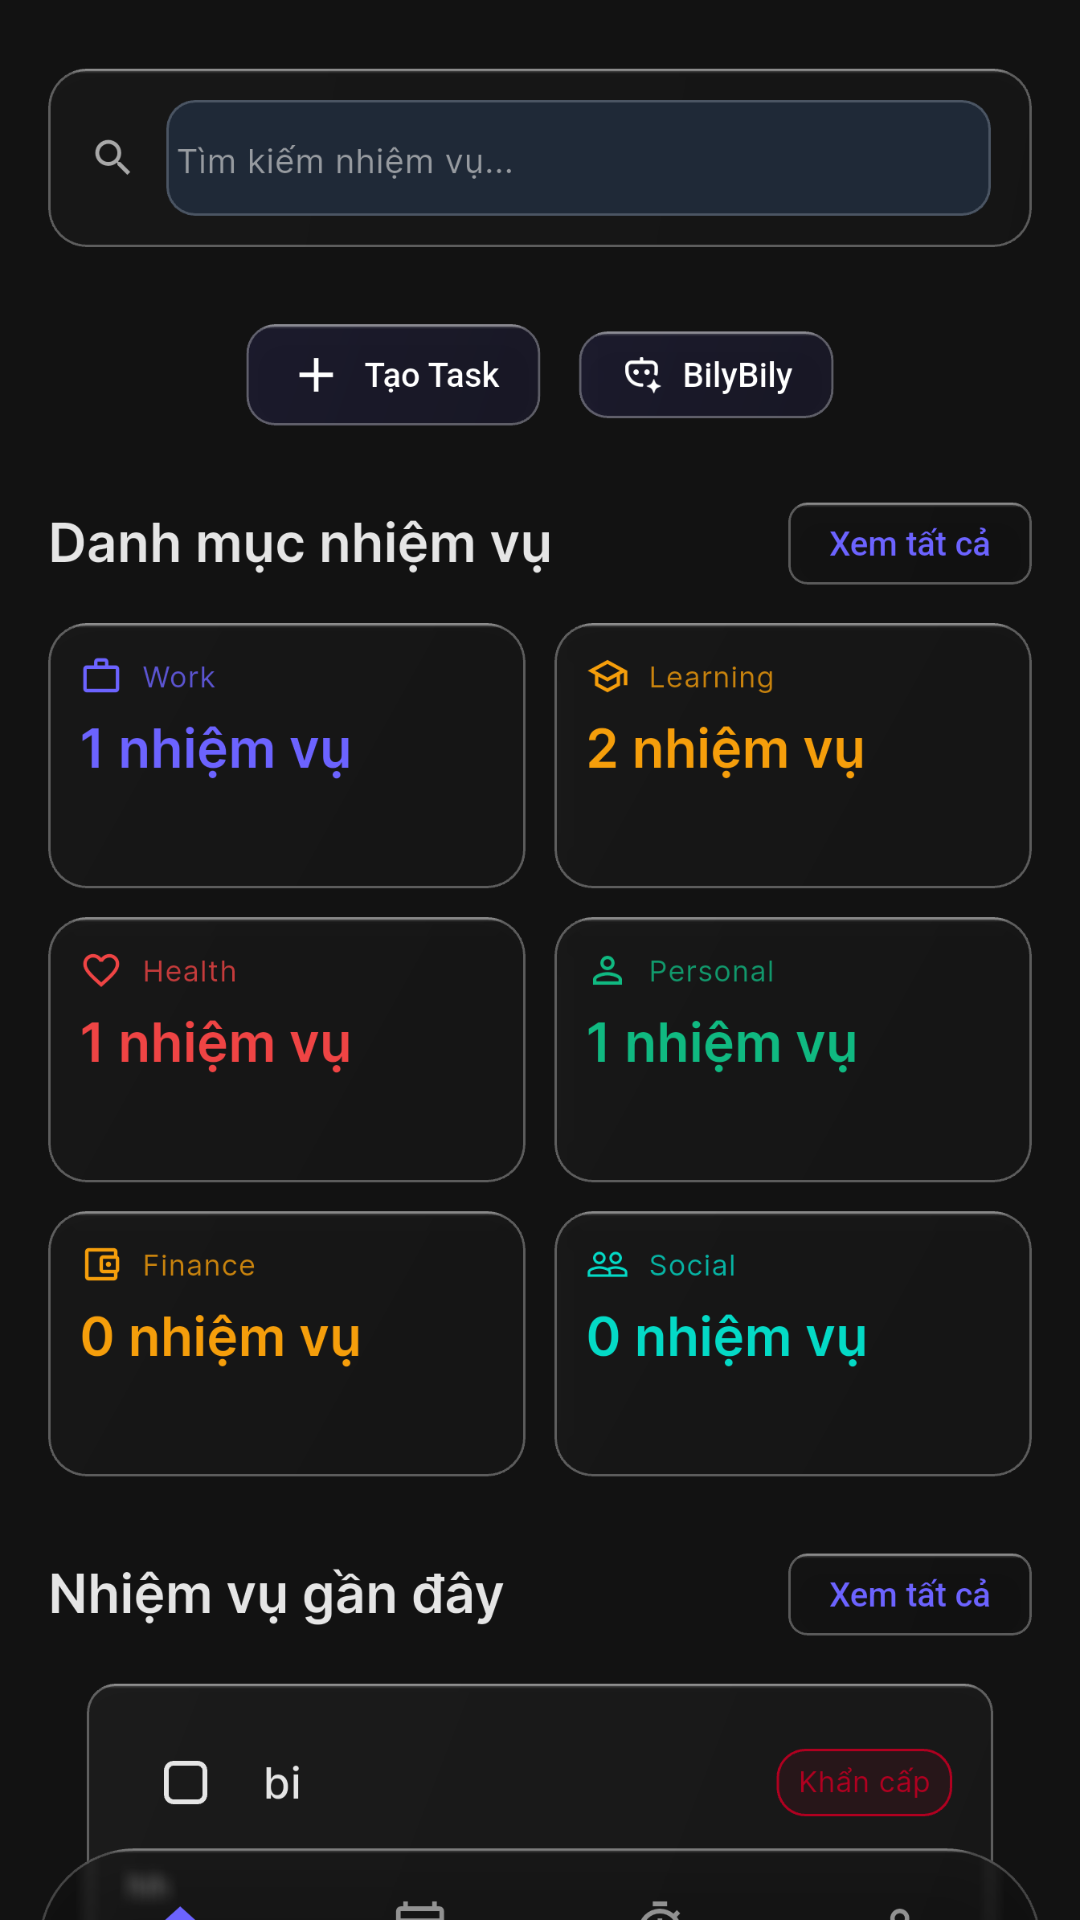 Tìm kiếm nhiệm vụ...
Tạo Task
BilyBily
Danh mục nhiệm vụ
Xem tất cả
Work
1 nhiệm vụ
Learning
2 nhiệm vụ
Health
1 nhiệm vụ
Personal
1 nhiệm vụ
Finance
0 nhiệm vụ
Social
0 nhiệm vụ
Nhiệm vụ gần đây
Xem tất cả
bi
Khẩn cấp